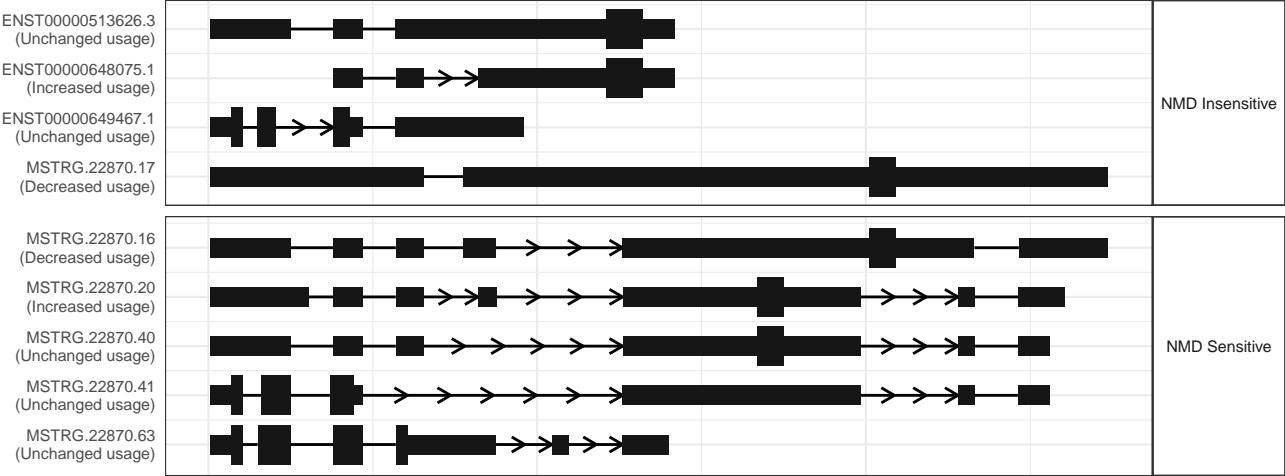 ENST00000513626.3
(Unchanged usage)
ENST00000648075.1
(Increased usage)
ENST00000649467.1
(Unchanged usage)
MSTRG.22870.17
(Decreased usage)
NMD Insensitive
MSTRG.22870.16
(Decreased usage)
MSTRG.22870.20
(Increased usage)
MSTRG.22870.40
(Unchanged usage)
MSTRG.22870.41
(Unchanged usage)
MSTRG.22870.63
(Unchanged usage)
NMD Sensitive